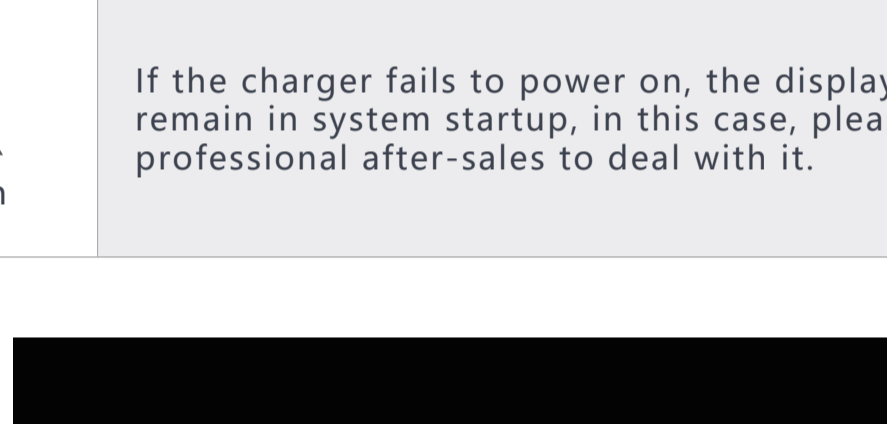 If the charger fails to power on, the display
remain in system startup, in this case, plea
professional after-sales to deal with it.